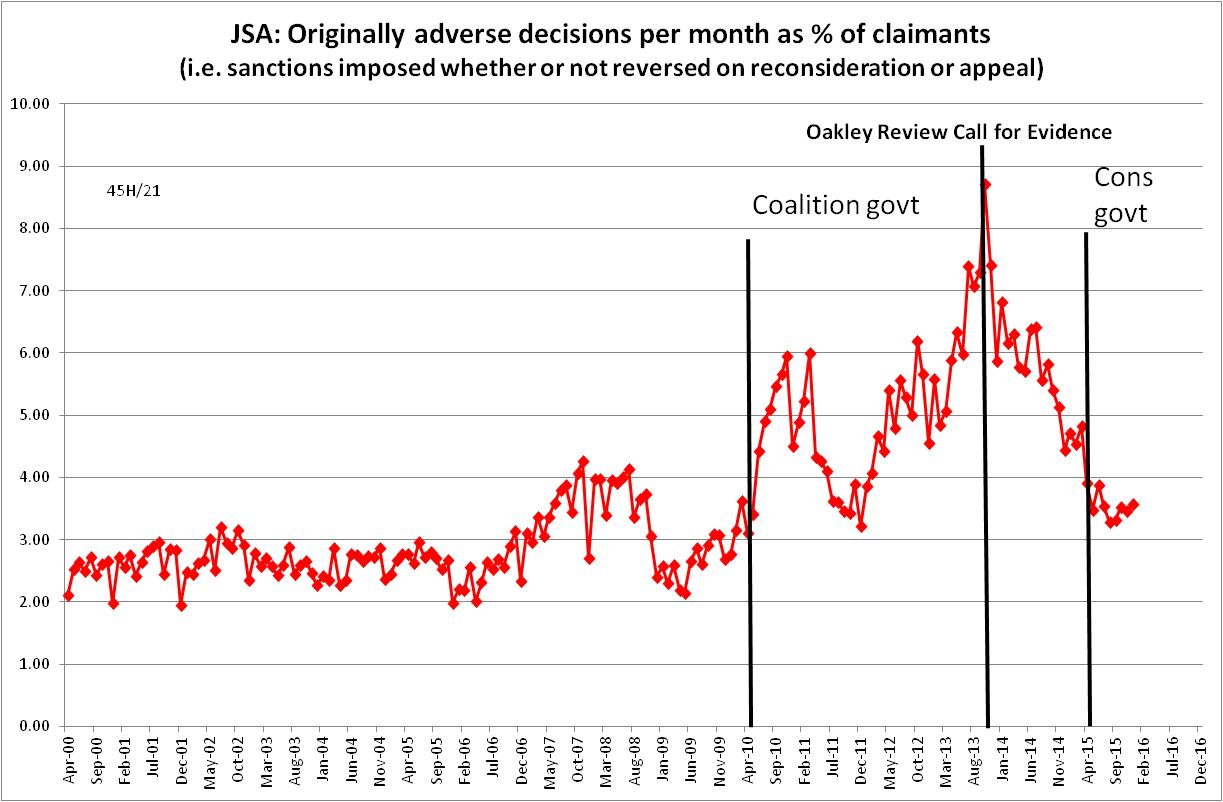 JSA: Originally adverse decisions per month as % of claimants
(i.e. sanctions imposed whether or not reversed on reconsideration or appeal)
10.00
9.00
8.00
7.00
6.00
5.00
4.00
3.00
2.00
1.00
0.00
45H/21
Oakley Review Call for Evidence
Coalition govt
Cons
govt
Apr-00
Sep-00
Feb-01
Jul-01
Dec-01
May-02
Oct-02
Mar-03
Aug-03
Jan-04
Jun-04
Nov-04
Apr-05
Sep-05
Feb-06
Jul-06
Dec-06
May-07
Oct-07
Mar-08
Aug-08
Jan-09
Jun-09
Nov-09
Apr-10
Sep-10
Feb-11
Jul-11
Dec-11
May-12
Oct-12
Mar-13
Aug-13
Jan-14
Jun-14
Nov-14
Apr-15
Sep-15
Feb-16
Jul-16
Dec-16